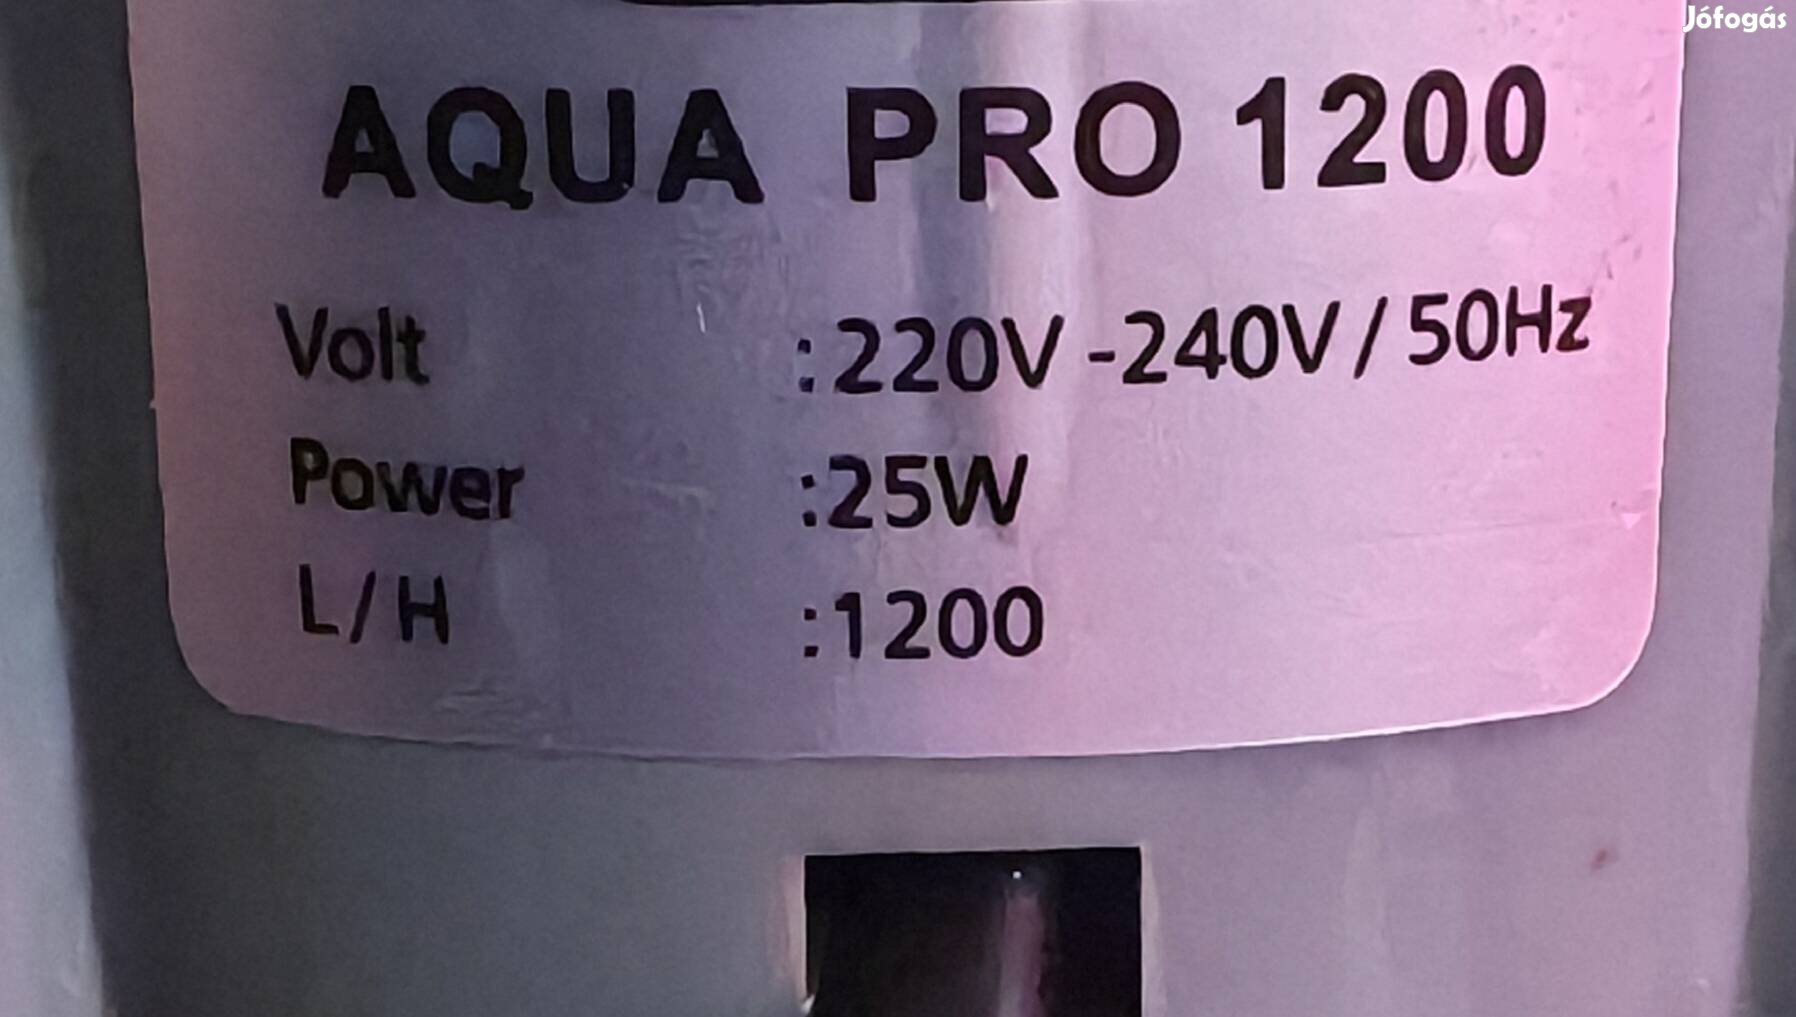 Jófogás
AQUA PRO 1200
Volt :220V -240V / 50Hz
Power :25W
L / H :1200